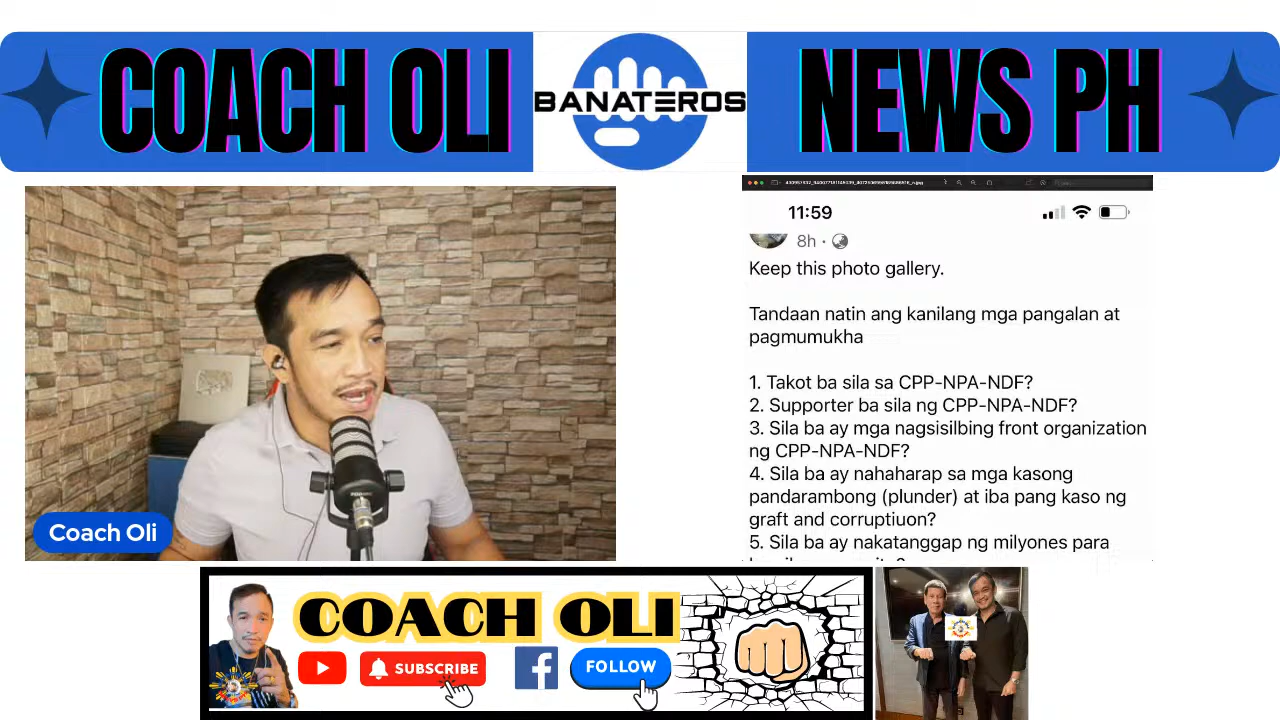 COACH OLI
BANATEROS
NEWS PH
11:59
8h ·
Keep this photo gallery.
Tandaan natin ang kanilang mga pangalan at
pagmumukha
1. Takot ba sila sa CPP-NPA-NDF?
2. Supporter ba sila ng CPP-NPA-NDF?
3. Sila ba ay mga nagsisilbing front organization
ng CPP-NPA-NDF?
4. Sila ba ay nahaharap sa mga kasong
pandarambong (plunder) at iba pang kaso ng
graft and corruptiuon?
5. Sila ba ay nakatanggap ng milyones para
Coach Oli
COACH OLI
SUBSCRIBE
FOLLOW